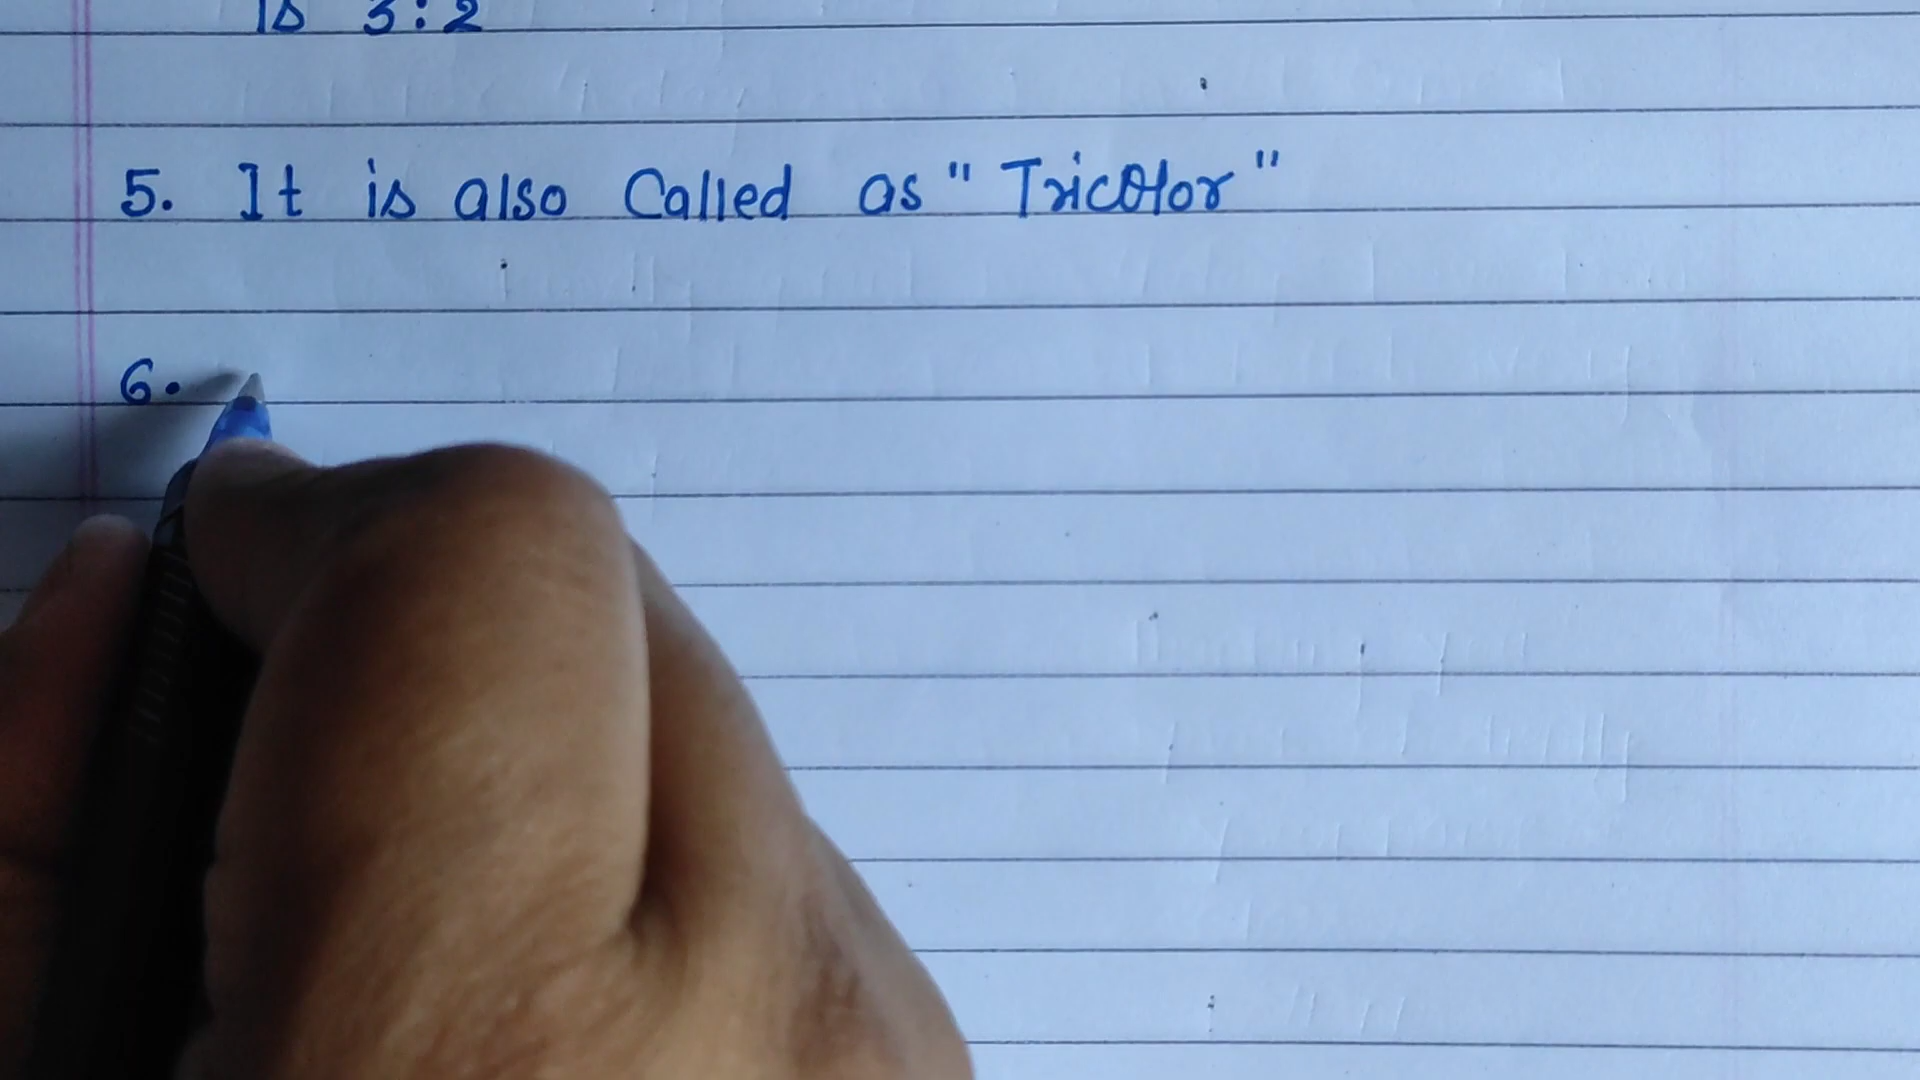 is 3:2
5. It is also Called as "Tricolor"
6.